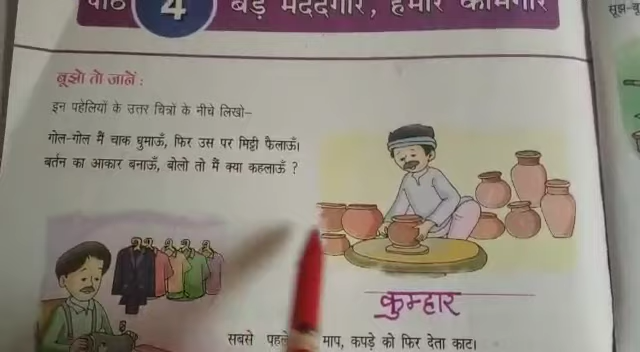 पाठ 4 बड़े मददगार, हमारे कामगार
सूझ-बू
बूझो तो जानें :
इन पहेलियों के उत्तर चित्रों के नीचे लिखो–
गोल-गोल मैं चाक घुमाऊँ, फिर उस पर मिट्टी फैलाऊँ।
बर्तन का आकार बनाऊँ, बोलो तो मैं क्या कहलाऊँ ?
कुम्हार
सबसे पहले माप, कपड़े को फिर देता काट।